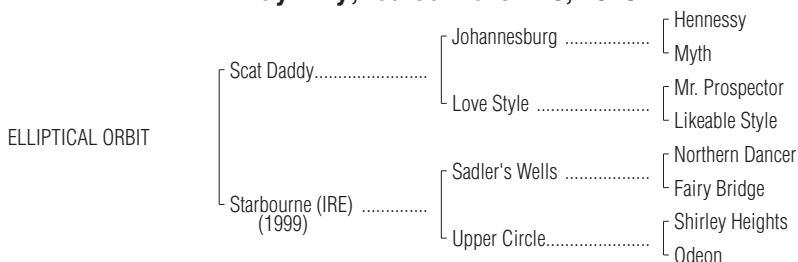 Hennessy
Johannesburg ..................
Myth
Scat Daddy........................
Mr. Prospector
Love Style ........................
Likeable Style
ELLIPTICAL ORBIT
Northern Dancer
Sadler's Wells ..................
Fairy Bridge
Starbourne (IRE) ..............
(1999)
Shirley Heights
Upper Circle......................
Odeon